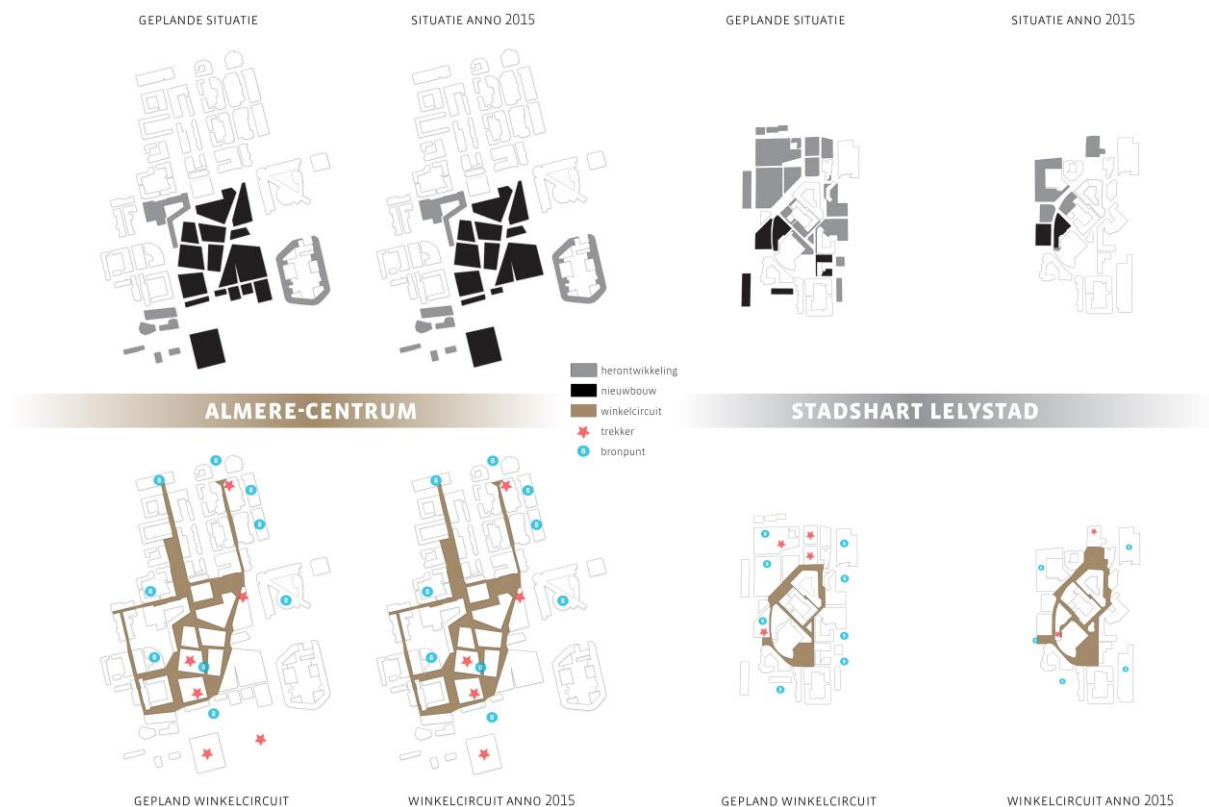 GEPLANDE SITUATIE
SITUATIE ANNO 2015
GEPLANDE SITUATIE
SITUATIE ANNO 2015
herontwikkeling
nieuwbouw
winkelcircuit
trekker
B bronpunt
ALMERE-CENTRUM
STADSHART LELYSTAD
GEPLAND WINKELCIRCUIT
WINKELCIRCUIT ANNO 2015
GEPLAND WINKELCIRCUIT
WINKELCIRCUIT ANNO 2015